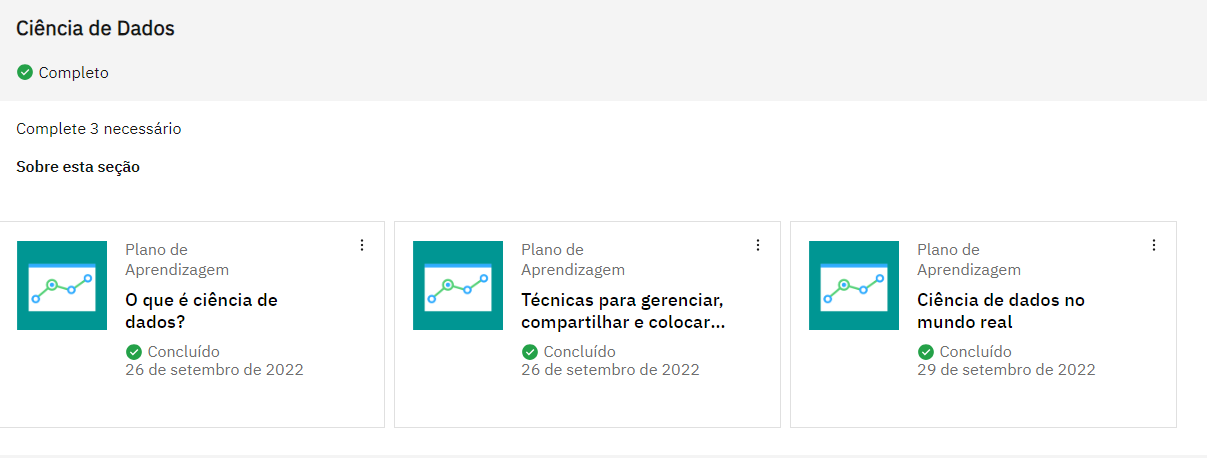 Ciência de Dados
Completo
Complete 3 necessário
Sobre esta seção
Plano de
Aprendizagem
O que é ciência de
dados?
Concluído
26 de setembro de 2022
Plano de
Aprendizagem
Técnicas para gerenciar,
compartilhar e colocar...
Concluído
26 de setembro de 2022
Plano de
Aprendizagem
Ciência de dados no
mundo real
Concluído
29 de setembro de 2022